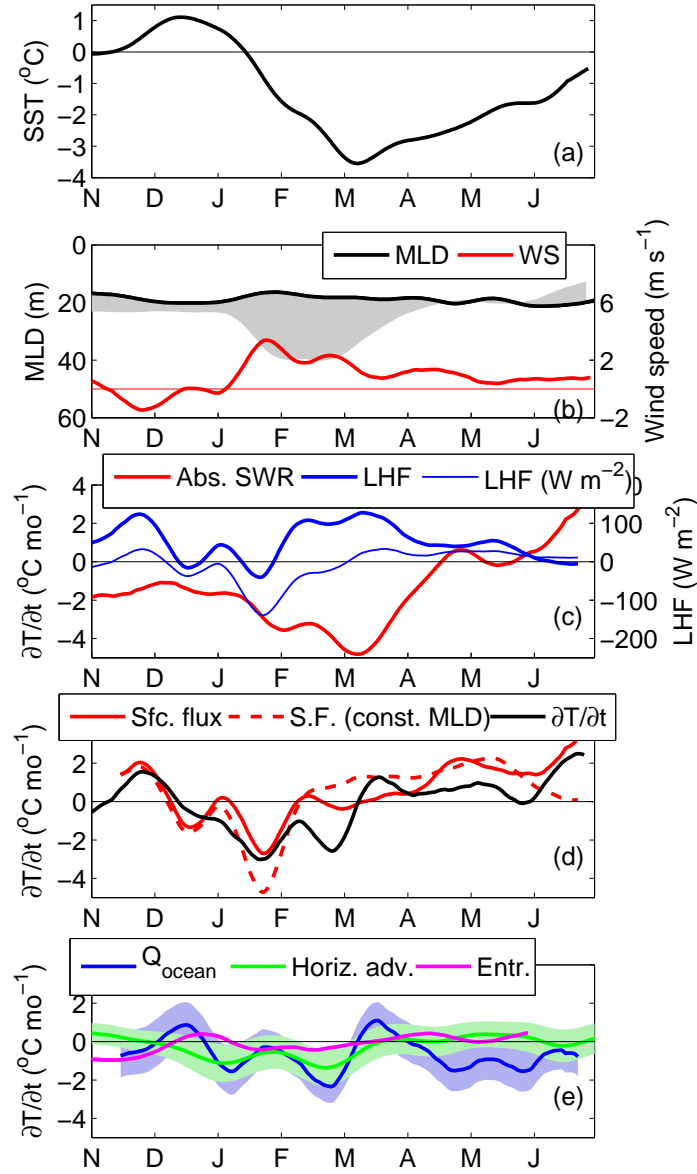 1
0
−1
−2
−3
−4
SST (°C)
(a)
N D J F M A M J
MLD WS
0
20
40
60
MLD (m)
6
2
−2
Wind speed (m s⁻¹)
(b)
N D J F M A M J
Abs. SWR LHF LHF (W m⁻²)
4
2
0
−2
−4
∂T/∂t (°C mo⁻¹)
0
100
0
−100
−200
LHF (W m⁻²)
(c)
N D J F M A M J
Sfc. flux S.F. (const. MLD) ∂T/∂t
2
0
−2
−4
∂T/∂t (°C mo⁻¹)
(d)
N D J F M A M J
Q_ocean Horiz. adv. Entr.
2
0
−2
−4
∂T/∂t (°C mo⁻¹)
(e)
N D J F M A M J